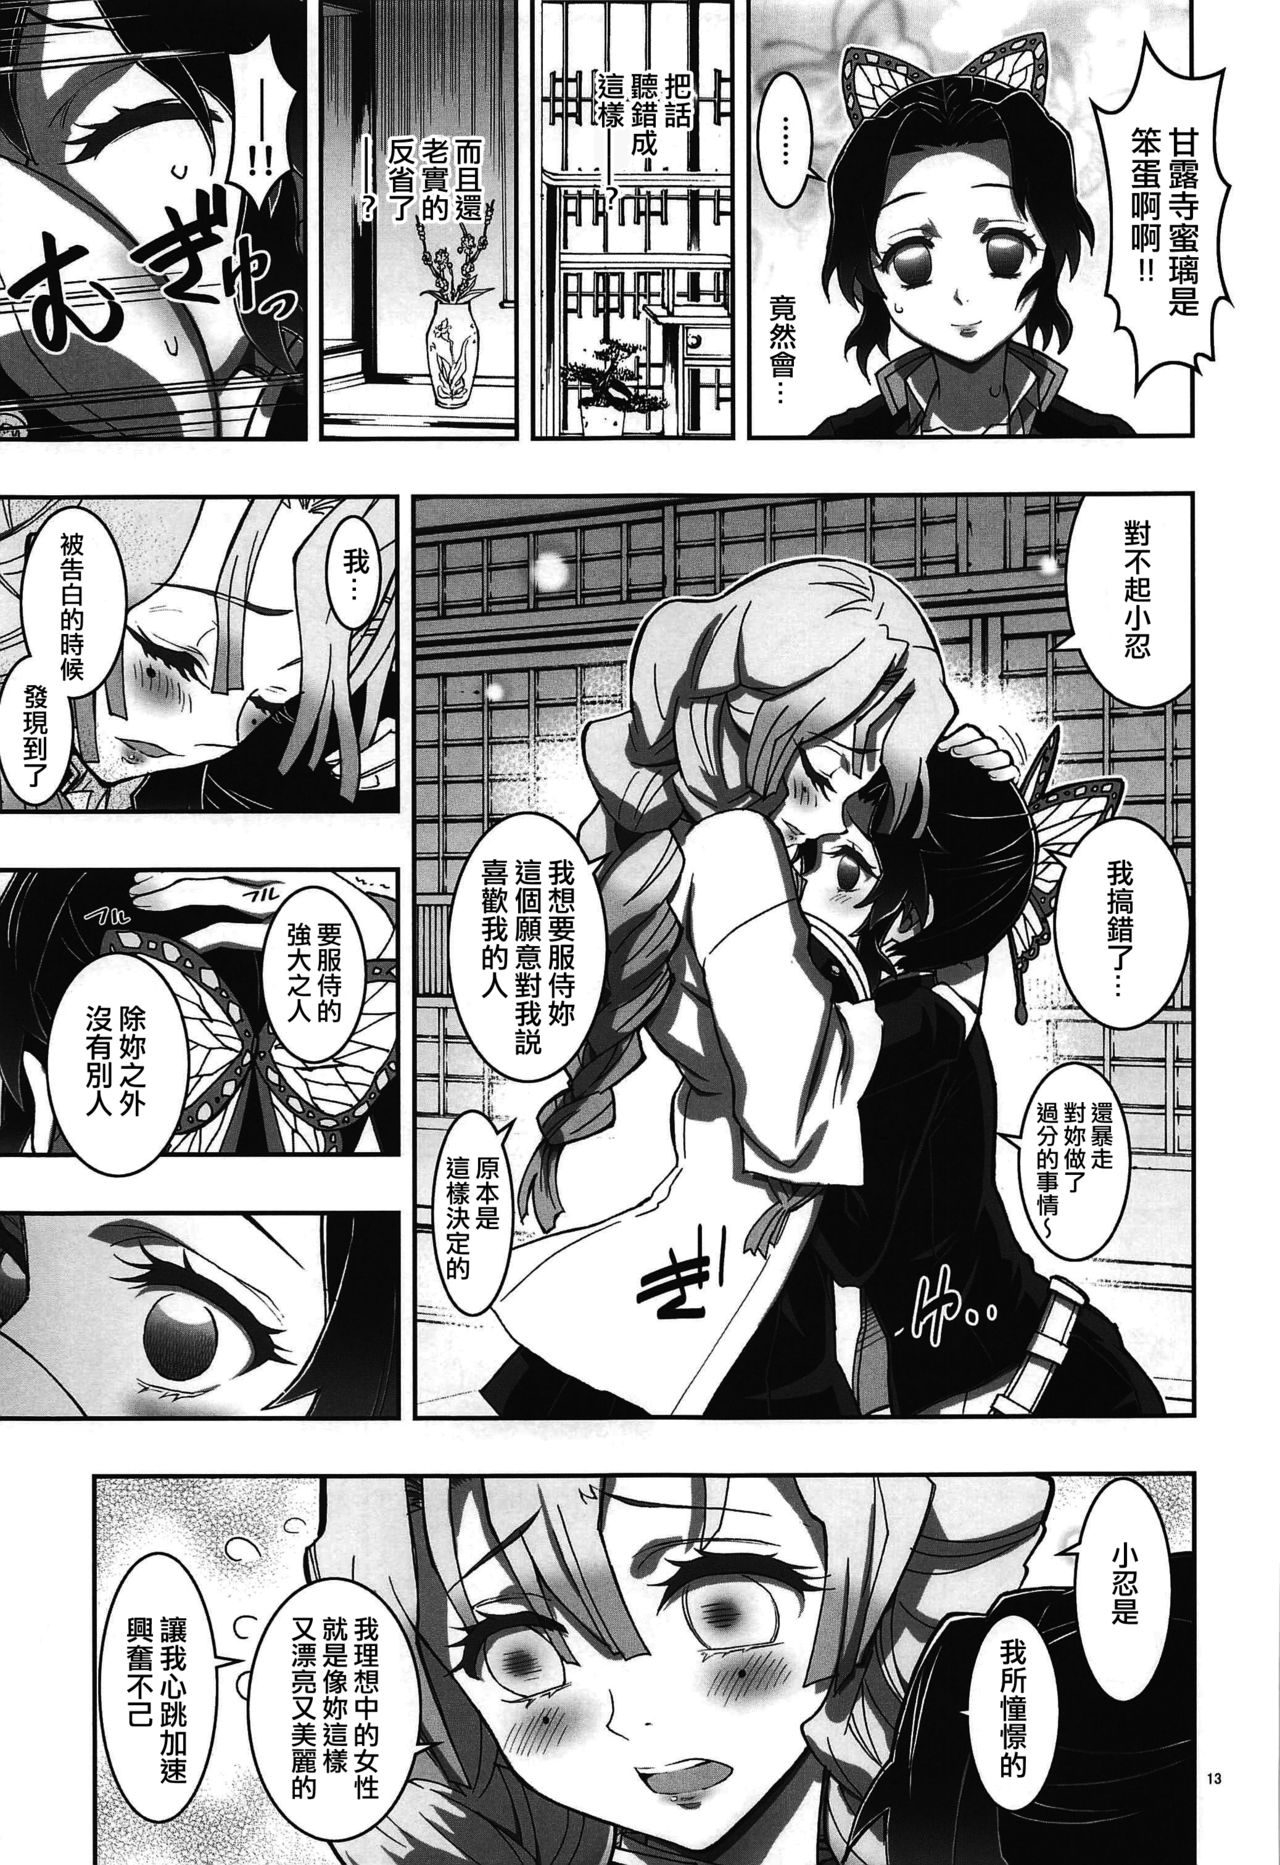 甘露寺蜜璃是
笨蛋啊啊!!
……
竟然會…
把話
聽錯成
這樣
—?
而且還
老實的
反省了
—?
——!!
ぎゅっ
むぎ
對不起小忍
我搞錯了…
還暴走
對妳做了
過分的事情~
我想要服侍妳
這個願意對我說
喜歡我的人
原本是
這樣決定的
ぎゅ..
我…
被告白的時候
發現到了
フル
フル
要服侍的
強大之人
除妳之外
沒有別人
小忍是
我所憧憬的
我理想中的女性
就是像妳這樣
又漂亮又美麗的
讓我心跳加速
興奮不已
13